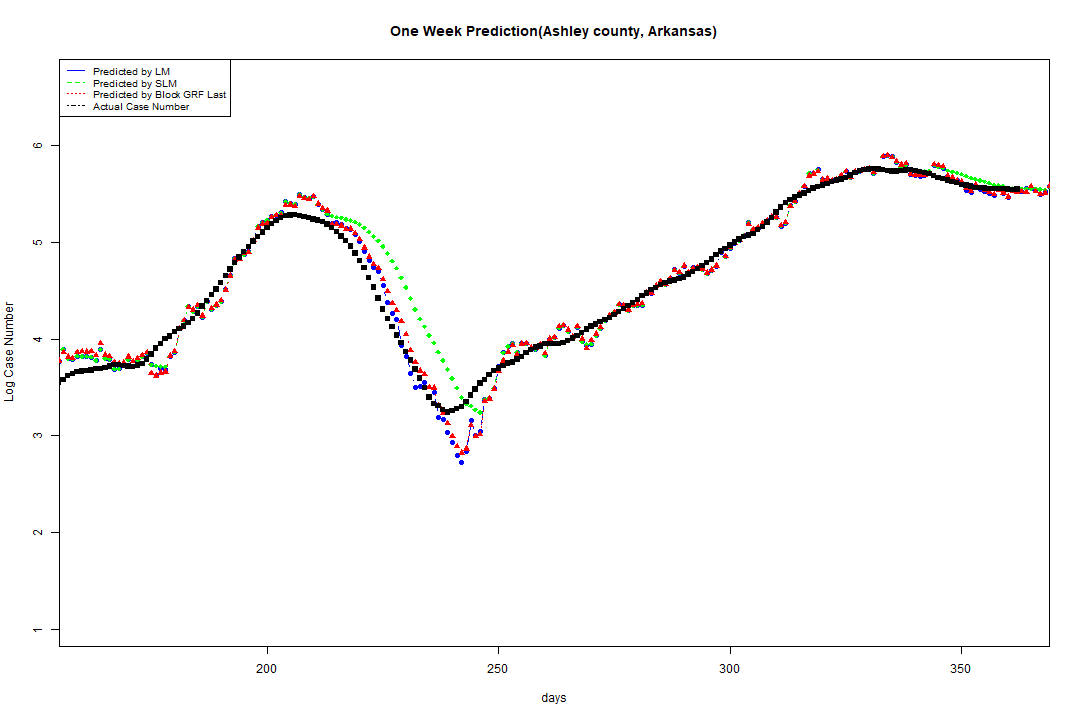 One Week Prediction(Ashley county, Arkansas)
Predicted by LM
Predicted by SLM
Predicted by Block GRF Last
Actual Case Number
6
5
4
3
2
1
Log Case Number
200
250
300
350
days